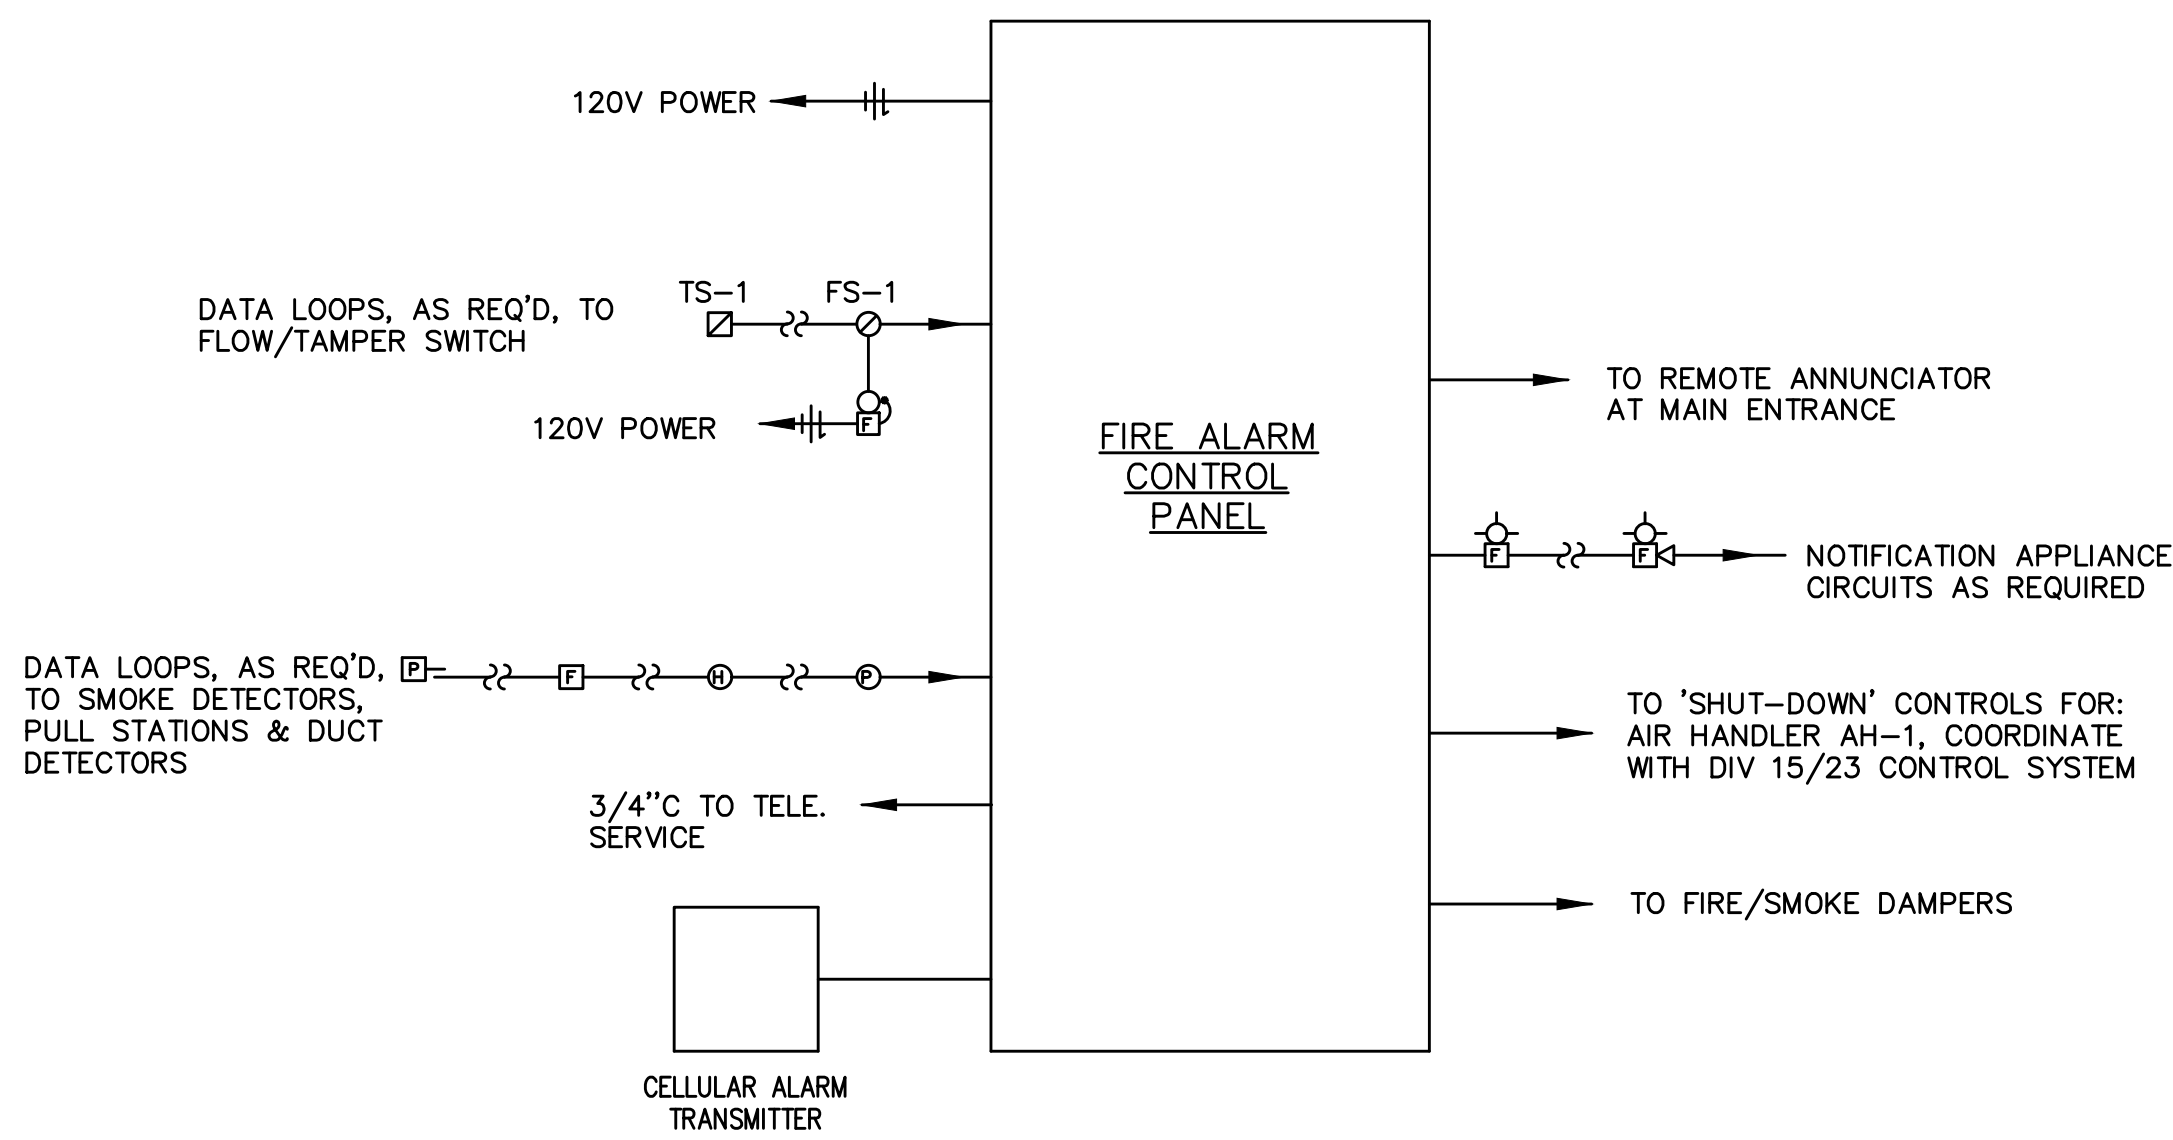 120V POWER
TS-1
FS-1
DATA LOOPS, AS REQ'D, TO
FLOW/TAMPER SWITCH
120V POWER
F
FIRE ALARM
CONTROL
PANEL
TO REMOTE ANNUNCIATOR
AT MAIN ENTRANCE
F
F
NOTIFICATION APPLIANCE
CIRCUITS AS REQUIRED
DATA LOOPS, AS REQ'D,
TO SMOKE DETECTORS,
PULL STATIONS & DUCT
DETECTORS
P
F
H
P
TO 'SHUT-DOWN' CONTROLS FOR:
AIR HANDLER AH-1, COORDINATE
WITH DIV 15/23 CONTROL SYSTEM
3/4"C TO TELE.
SERVICE
TO FIRE/SMOKE DAMPERS
CELLULAR ALARM
TRANSMITTER